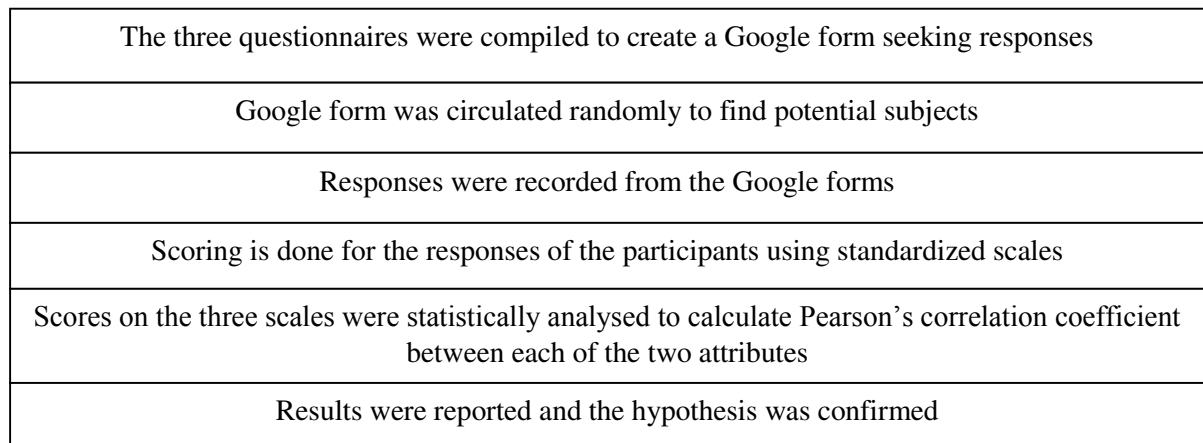 The three questionnaires were compiled to create a Google form seeking responses
Google form was circulated randomly to find potential subjects
Responses were recorded from the Google forms
Scoring is done for the responses of the participants using standardized scales
Scores on the three scales were statistically analysed to calculate Pearson’s correlation coefficient
between each of the two attributes
Results were reported and the hypothesis was confirmed